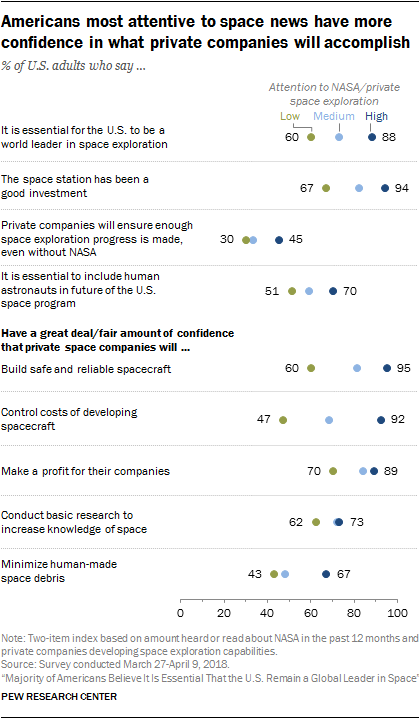 Americans most attentive to space news have more
confidence in what private companies will accomplish
% of U.S. adults who say ...
Attention to NASA/private
space exploration
Low Medium High
It is essential for the U.S. to be a
world leader in space exploration
60 88
The space station has been a
good investment
67 94
Private companies will ensure enough
space exploration progress is made,
even without NASA
30 45
It is essential to include human
astronauts in future of the U.S.
space program
51 70
Have a great deal/fair amount of confidence
that private space companies will ...
Build safe and reliable spacecraft
60 95
Control costs of developing
spacecraft
47 92
Make a profit for their companies
70 89
Conduct basic research to
increase knowledge of space
62 73
Minimize human-made
space debris
43 67
0 20 40 60 80 100
Note: Two-item index based on amount heard or read about NASA in the past 12 months and
private companies developing space exploration capabilities.
Source: Survey conducted March 27-April 9, 2018.
"Majority of Americans Believe It Is Essential That the U.S. Remain a Global Leader in Space"
PEW RESEARCH CENTER